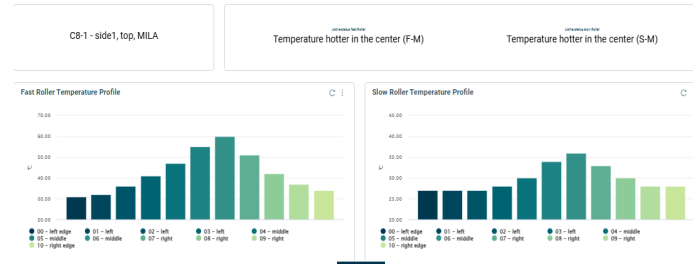 C8-1 - side1, top, MILA
Temperature hotter in the center (F-M)
Temperature hotter in the center (S-M)
Fast Roller Temperature Profile
70.00
60.00
50.00
40.00
30.00
20.00
°C
00 – left edge
01 – left
02 – left
03 – left
04 – middle
05 – middle
06 – middle
07 – right
08 – right
09 – right
10 – right edge
Slow Roller Temperature Profile
45.00
40.00
35.00
30.00
25.00
20.00
°C
00 – left edge
01 – left
02 – left
03 – left
04 – middle
05 – middle
06 – middle
07 – right
08 – right
09 – right
10 – right edge